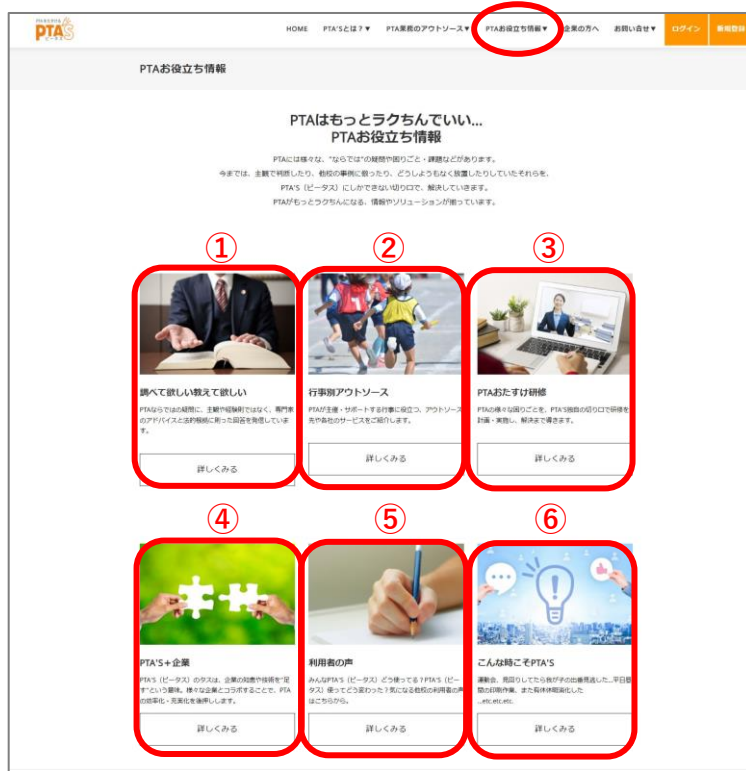 PTA'S
HOME PTA'Sとは？▼ PTA業務のアウトソース▼ PTAお役立ち情報▼ 企業の方へ お問い合せ▼ ログイン 新規登録
PTAお役立ち情報
PTAはもっとラクちんでいい...
PTAお役立ち情報
PTAには様々な、"ならでは"の疑問や困りごと・課題などがあります。
今までは、主観で判断したり、他校の事例に倣ったり、どうしようもなく放置したりしていたそれらを、
PTA'S（ピータス）にしかできない切り口で、解決していきます。
PTAがもっとラクちんになる、情報やソリューションが揃っています。
① ② ③
調べて欲しい教えて欲しい
PTAならではの疑問に、主観や経験則ではなく、専門家
のアドバイスと法的根拠に則った回答を発信していま
す。
詳しくみる
行事別アウトソース
PTAが主催・サポートする行事に役立つ、アウトソース
先や各社のサービスをご紹介します。
詳しくみる
PTAおたすけ研修
PTAの様々な困りごとを、PTA'S独自の切り口で研修を
計画・実施し、解決まで導きます。
詳しくみる
④ ⑤ ⑥
PTA'S＋企業
PTA'S（ピータス）のタスは、企業の知恵や技術を"足
す"という意味。様々な企業とコラボすることで、PTA
の効率化・充実化を後押しします。
詳しくみる
利用者の声
みんなPTA'S（ピータス）どう使ってる？PTA'S（ピー
タス）使ってどう変わった？気になる他校の利用者の声
はこちらから。
詳しくみる
こんな時こそPTA'S
運動会、見回りしてたら我が子の出番見逃した...平日昼
間の印刷作業、また有休休暇消化した
...etc.etc.etc.
詳しくみる